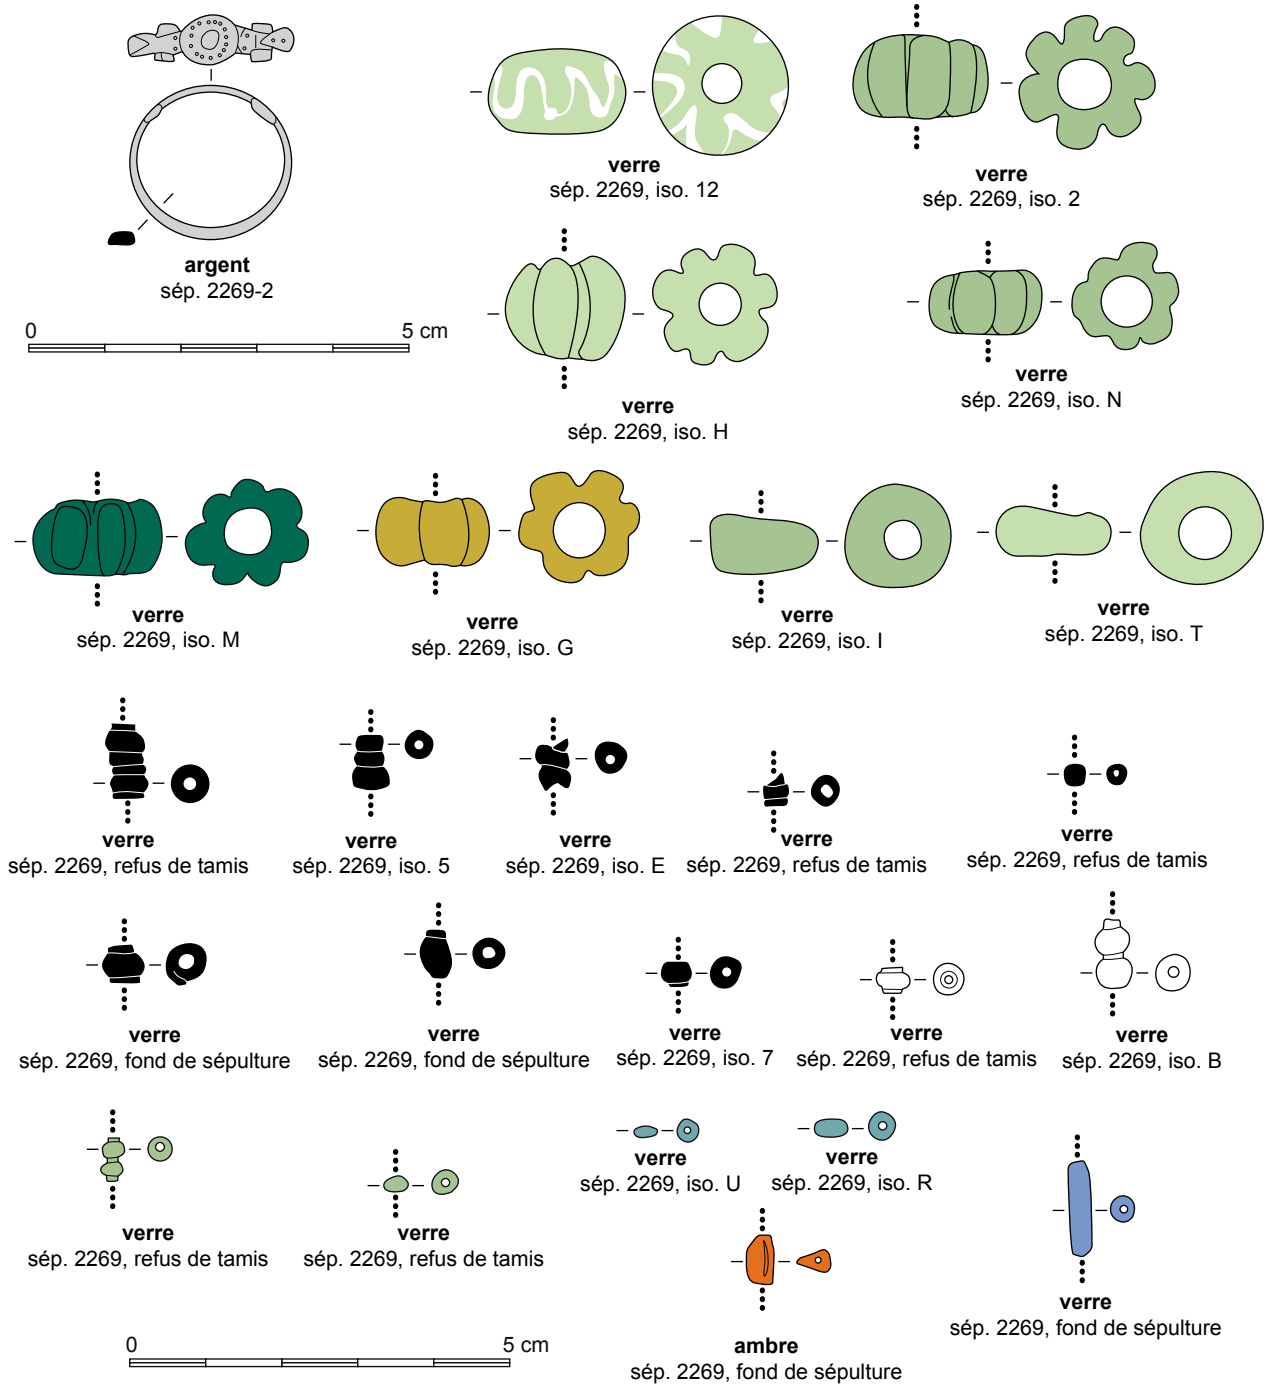 verre
sép. 2269, iso. 12
verre
sép. 2269, iso. 2
argent
sép. 2269-2
0 5 cm
verre
sép. 2269, iso. H
verre
sép. 2269, iso. N
verre
sép. 2269, iso. M
verre
sép. 2269, iso. G
verre
sép. 2269, iso. I
verre
sép. 2269, iso. T
verre
sép. 2269, refus de tamis
verre
sép. 2269, iso. 5
verre
sép. 2269, iso. E
verre
sép. 2269, refus de tamis
verre
sép. 2269, refus de tamis
verre
sép. 2269, fond de sépulture
verre
sép. 2269, fond de sépulture
verre
sép. 2269, iso. 7
verre
sép. 2269, refus de tamis
verre
sép. 2269, iso. B
verre
sép. 2269, refus de tamis
verre
sép. 2269, refus de tamis
verre
sép. 2269, iso. U
verre
sép. 2269, iso. R
verre
sép. 2269, fond de sépulture
ambre
sép. 2269, fond de sépulture
0 5 cm